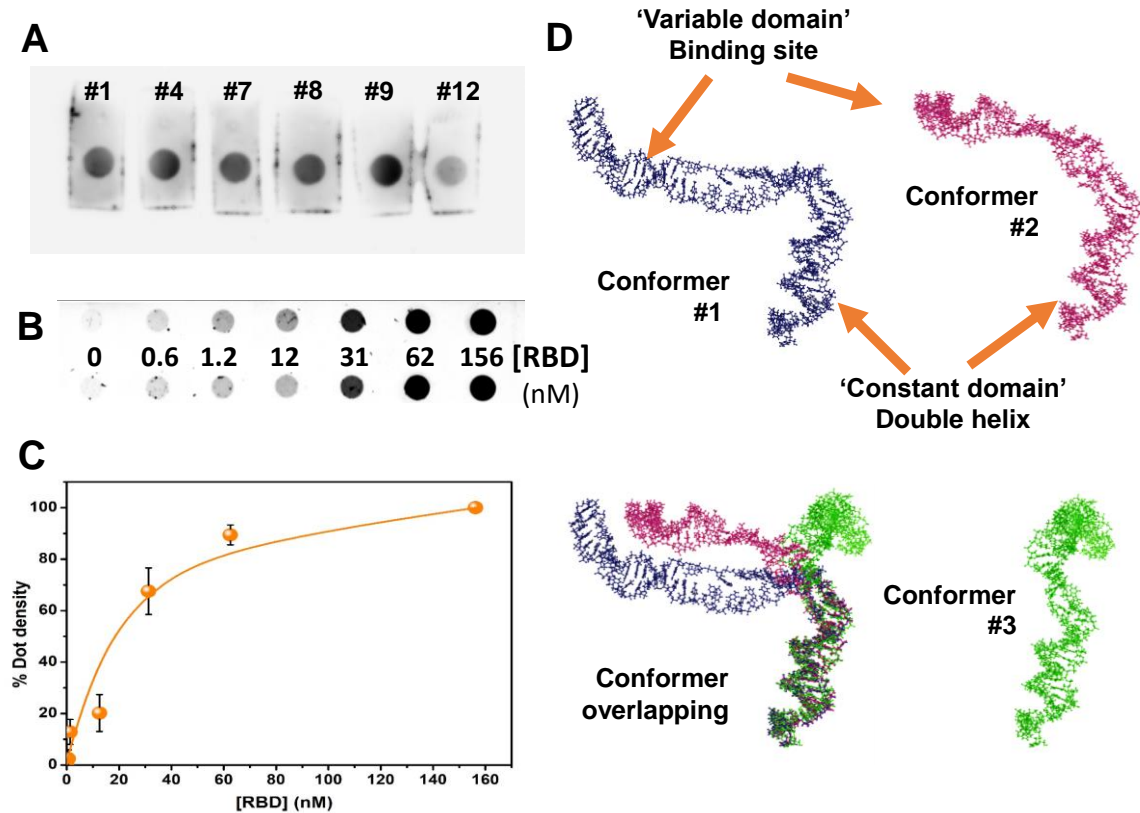 A
#1 #4 #7 #8 #9 #12
B
0 0.6 1.2 12 31 62 156 [RBD]
(nM)
C
100
80
60
40
20
0
% Dot density
0 20 40 60 80 100 120 140 160
[RBD] (nM)
D
‘Variable domain’
Binding site
Conformer
#1
Conformer
#2
‘Constant domain’
Double helix
Conformer
overlapping
Conformer
#3